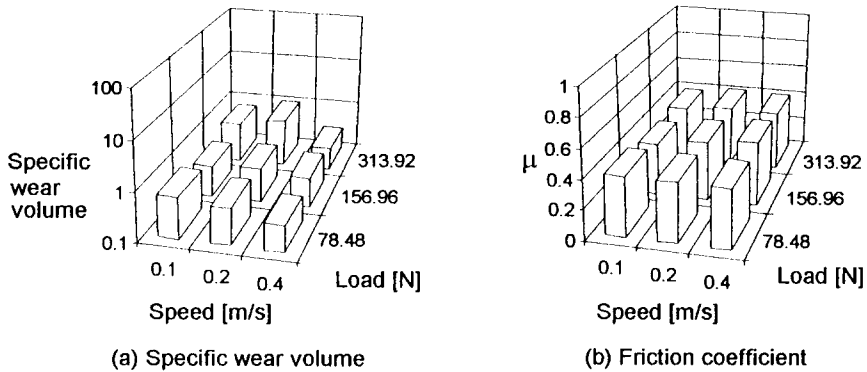 100
10
1
0.1
Specific
wear
volume
0.1
0.2
0.4
Speed [m/s]
78.48
156.96
313.92
Load [N]
(a) Specific wear volume
1
0.8
0.6
0.4
0.2
0
μ
0.1
0.2
0.4
Speed [m/s]
78.48
156.96
313.92
Load [N]
(b) Friction coefficient